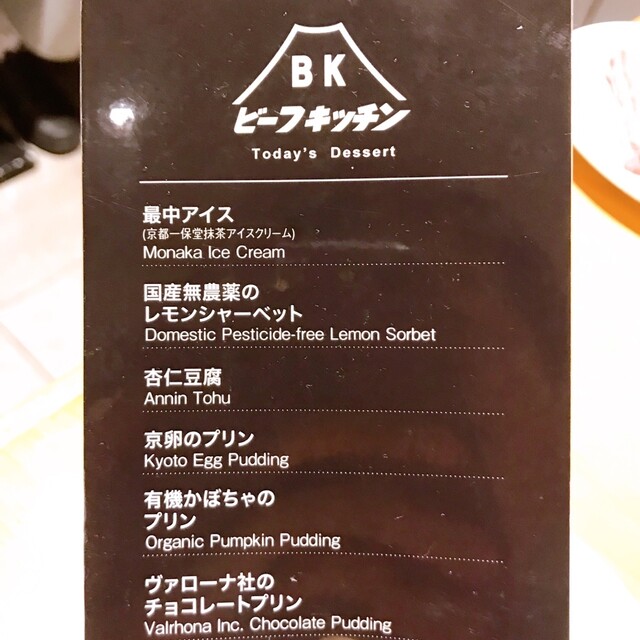 BK
ビーフキッチン
Today's Dessert
最中アイス
(京都一保堂抹茶アイスクリーム)
Monaka Ice Cream
国産無農薬の
レモンシャーベット
Domestic Pesticide-free Lemon Sorbet
杏仁豆腐
Annin Tohu
京卵のプリン
Kyoto Egg Pudding
有機かぼちゃの
プリン
Organic Pumpkin Pudding
ヴァローナ社の
チョコレートプリン
Valrhona Inc. Chocolate Pudding